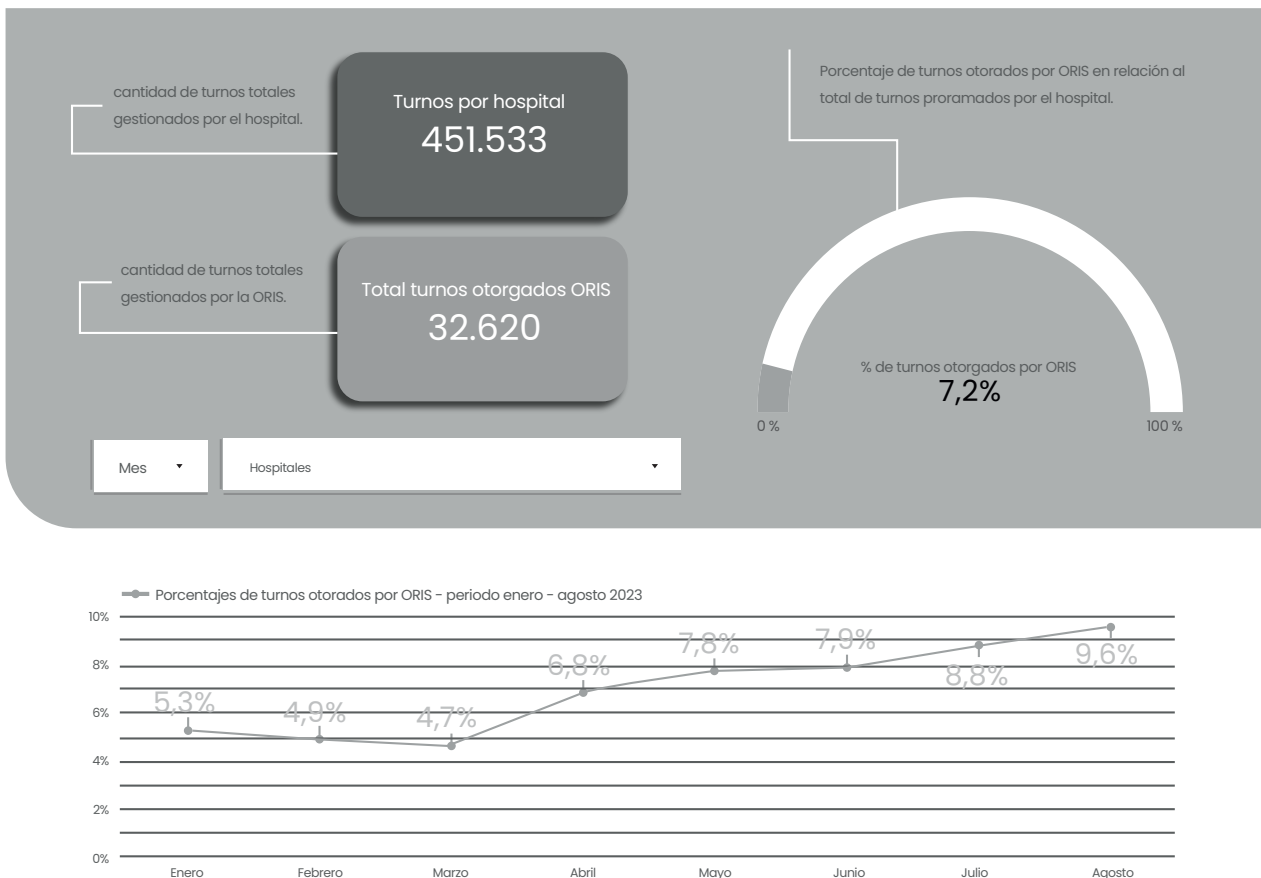 cantidad de turnos totales
gestionados por el hospital.
Turnos por hospital
451.533
Porcentaje de turnos otorados por ORIS en relación al
total de turnos proramados por el hospital.
cantidad de turnos totales
gestionados por la ORIS.
Total turnos otorgados ORIS
32.620
% de turnos otorgados por ORIS
7,2%
0 %
100 %
Mes
Hospitales
Porcentajes de turnos otorados por ORIS - periodo enero - agosto 2023
10%
8%
6%
4%
2%
0%
5,3%
4,9%
4,7%
6,8%
7,8%
7,9%
8,8%
9,6%
Enero
Febrero
Marzo
Abril
Mayo
Junio
Julio
Agosto